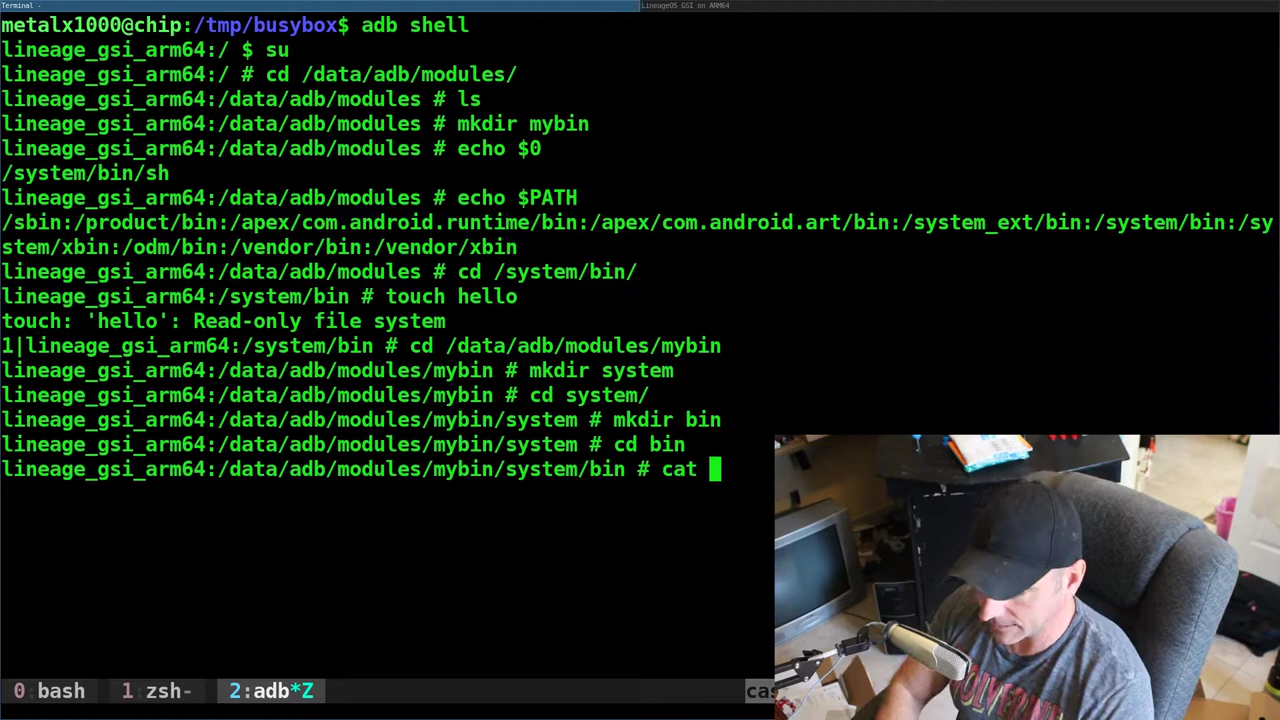 Terminal -
LineageOS GSI on ARM64
metalx1000@chip:/tmp/busybox$ adb shell
lineage_gsi_arm64:/ $ su
lineage_gsi_arm64:/ # cd /data/adb/modules/
lineage_gsi_arm64:/data/adb/modules # ls
lineage_gsi_arm64:/data/adb/modules # mkdir mybin
lineage_gsi_arm64:/data/adb/modules # echo $0
/system/bin/sh
lineage_gsi_arm64:/data/adb/modules # echo $PATH
/sbin:/product/bin:/apex/com.android.runtime/bin:/apex/com.android.art/bin:/system_ext/bin:/system/bin:/sy
stem/xbin:/odm/bin:/vendor/bin:/vendor/xbin
lineage_gsi_arm64:/data/adb/modules # cd /system/bin/
lineage_gsi_arm64:/system/bin # touch hello
touch: 'hello': Read-only file system
1|lineage_gsi_arm64:/system/bin # cd /data/adb/modules/mybin
lineage_gsi_arm64:/data/adb/modules/mybin # mkdir system
lineage_gsi_arm64:/data/adb/modules/mybin # cd system/
lineage_gsi_arm64:/data/adb/modules/mybin/system # mkdir bin
lineage_gsi_arm64:/data/adb/modules/mybin/system # cd bin
lineage_gsi_arm64:/data/adb/modules/mybin/system/bin # cat
0:bash 1:zsh- 2:adb*Z cas
WOLVERINE